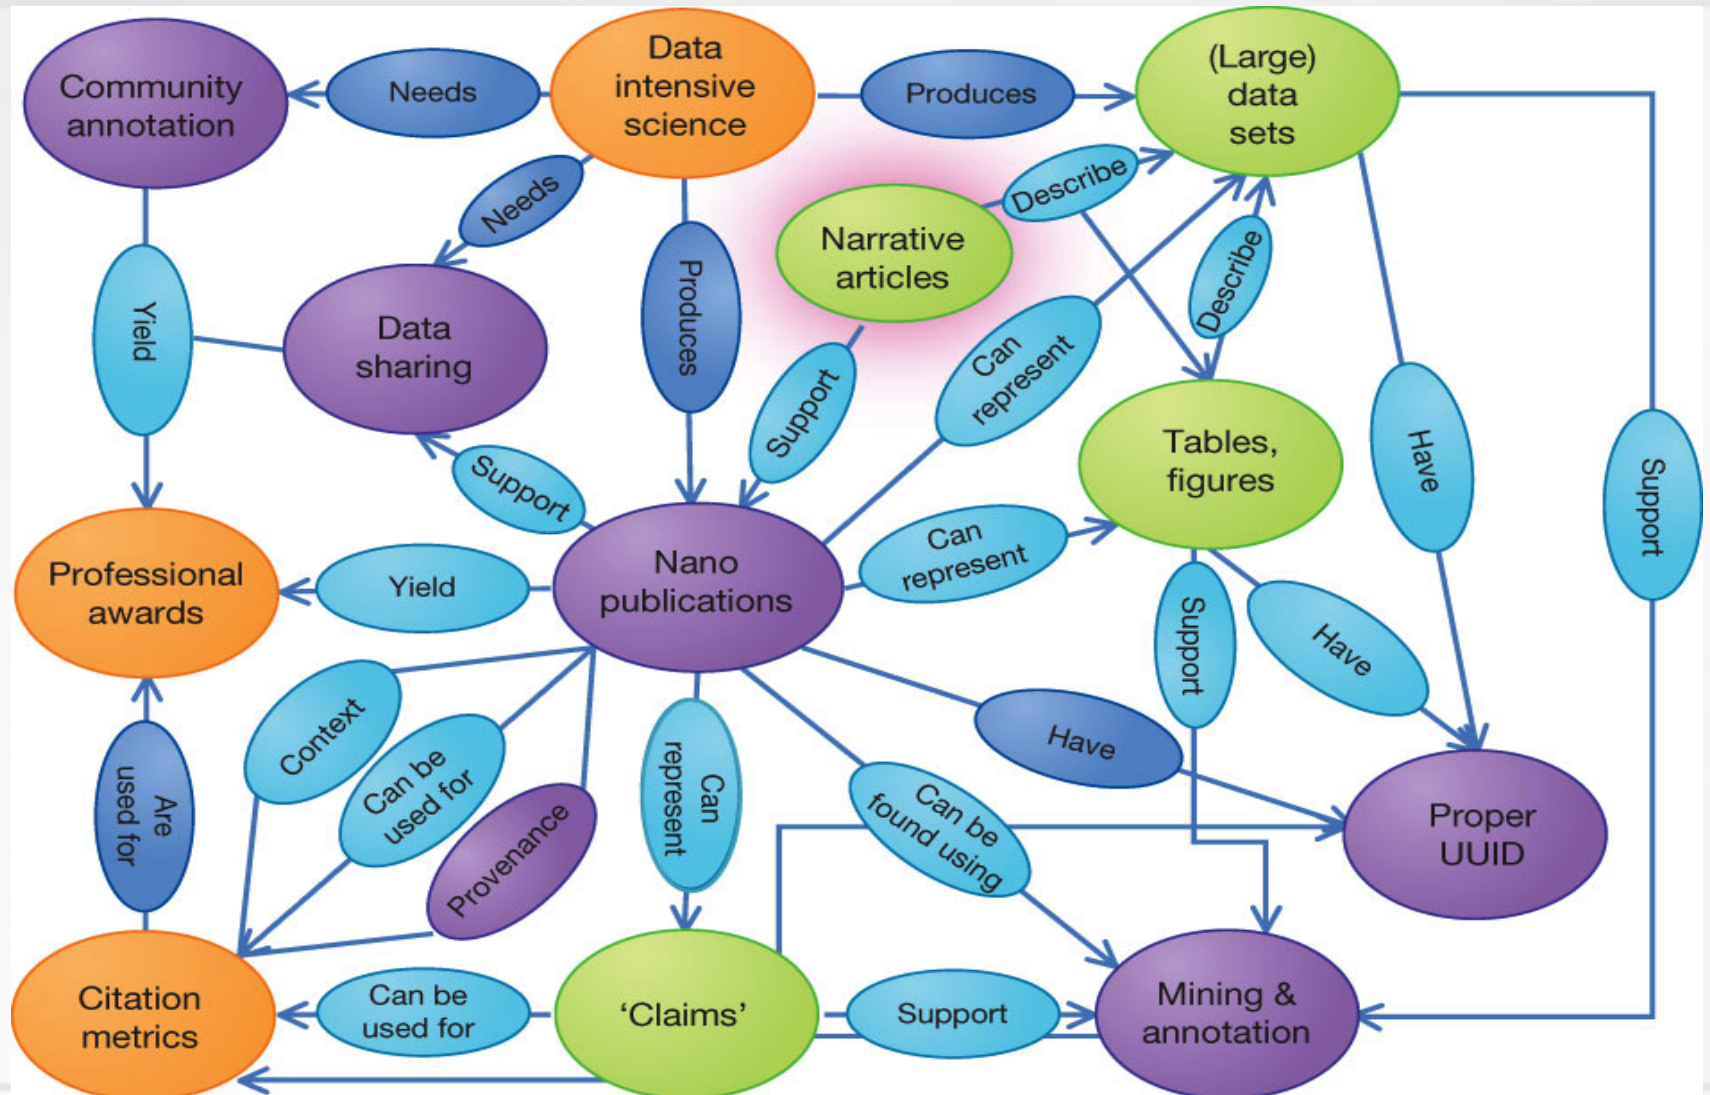 Community
annotation
Needs
Data
intensive
science
Produces
(Large)
data
sets
Needs
Describe
Narrative
articles
Describe
Yield
Data
sharing
Produces
Support
Can
represent
Tables,
figures
Have
Support
Support
Professional
awards
Yield
Nano
publications
Can
represent
Support
Have
Context
Can be
used for
Provenance
Can
represent
Can be
found using
Have
Proper
UUID
Are
used for
Citation
metrics
Can be
used for
‘Claims’
Support
Mining &
annotation